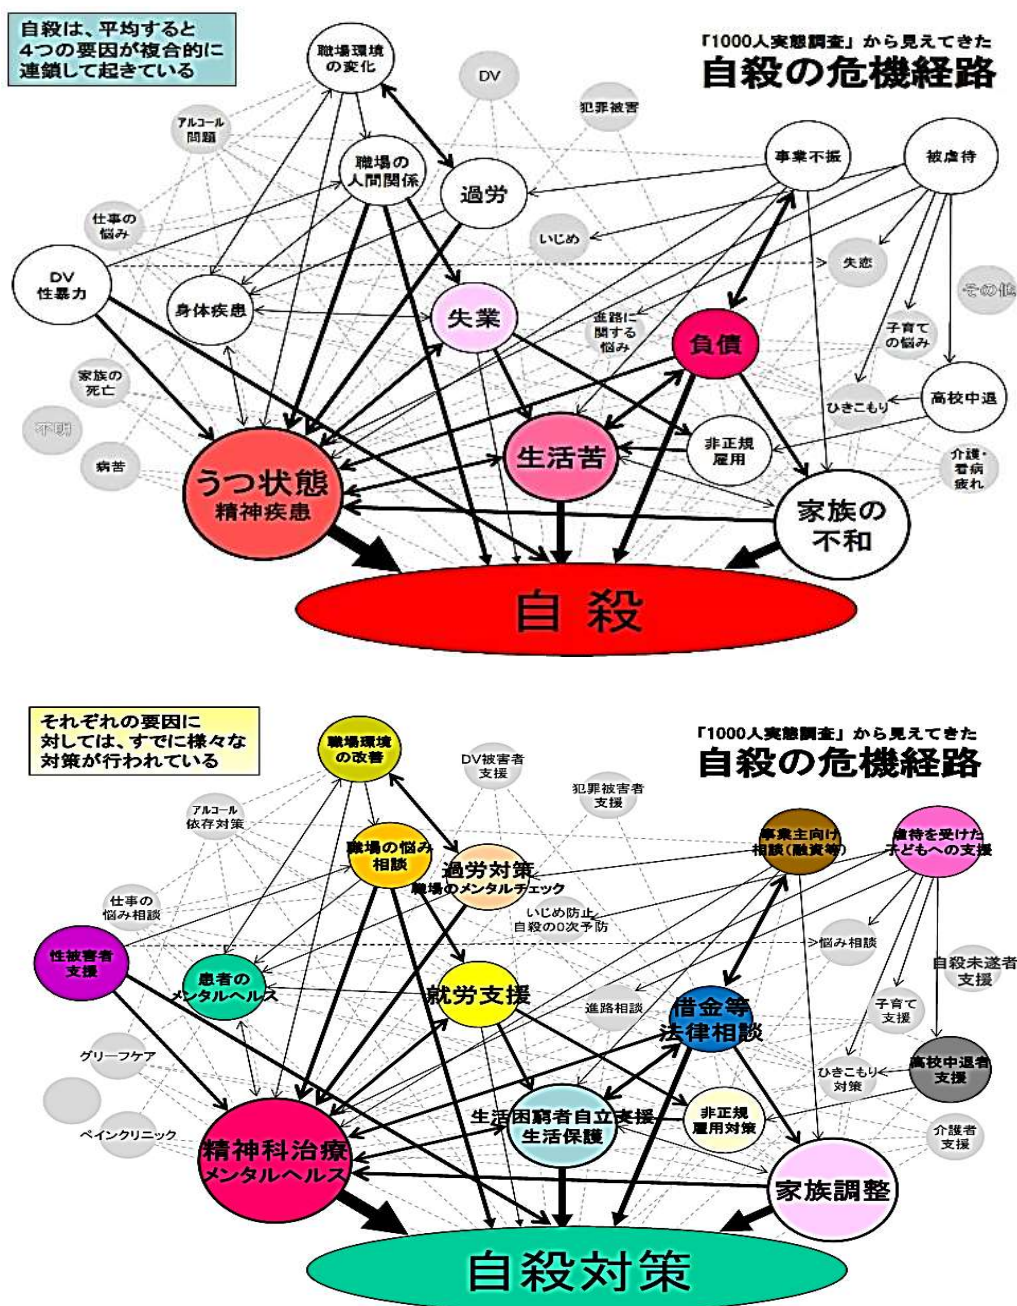 自殺は、平均すると
4つの要因が複合的に
連鎖して起きている
「1000人実態調査」から見えてきた
自殺の危機経路
職場環境
の変化
DV
犯罪被害
アルコール
問題
職場の
人間関係
過労
事業不振
被虐待
仕事の
悩み
いじめ
失恋
DV
性暴力
その他
身体疾患
失業
進路に
関する
悩み
負債
子育て
の悩み
家族の
死亡
ひきこもり
高校中退
不明
病苦
うつ状態
精神疾患
生活苦
非正規
雇用
介護・
看病
疲れ
家族の
不和
自殺
それぞれの要因に
対しては、すでに様々な
対策が行われている
「1000人実態調査」から見えてきた
自殺の危機経路
職場環境
の改善
DV被害者
支援
犯罪被害者
支援
アルコール
依存対策
職場の悩み
相談
過労対策
職場のメンタルチェック
事業主向け
相談(融資等)
虐待を受けた
子どもへの支援
仕事の
悩み相談
いじめ防止
自殺の0次予防
悩み相談
性被害者
支援
自殺未遂者
支援
患者の
メンタルヘルス
就労支援
進路相談
借金等
法律相談
子育て
支援
グリーフケア
ひきこもり
対策
高校中退者
支援
ペインクリニック
精神科治療
メンタルヘルス
生活困窮者自立支援
生活保護
非正規
雇用対策
介護者
支援
家族調整
自殺対策